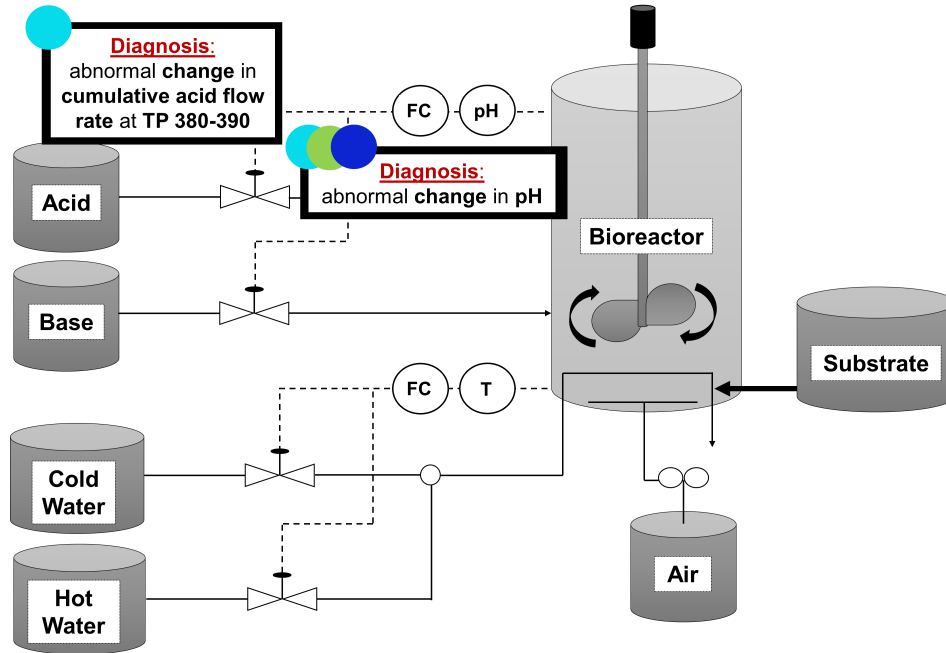 Diagnosis:
abnormal change in
cumulative acid flow
rate at TP 380-390
FC
pH
Diagnosis:
abnormal change in pH
Acid
Bioreactor
Base
Substrate
FC
T
Cold
Water
Air
Hot
Water